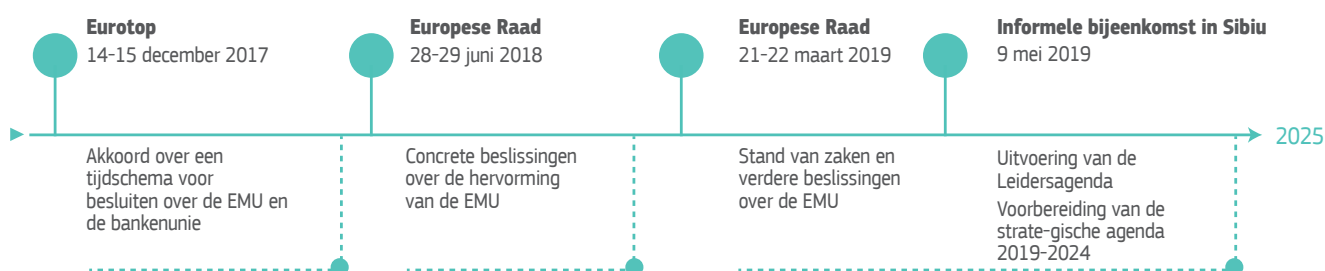 Eurotop
14-15 december 2017
Akkoord over een
tijdschema voor
besluiten over de EMU en
de bankenunie
Europese Raad
28-29 juni 2018
Concrete beslissingen
over de hervorming
van de EMU
Europese Raad
21-22 maart 2019
Stand van zaken en
verdere beslissingen
over de EMU
Informele bijeenkomst in Sibiu
9 mei 2019
Uitvoering van de
Leidersagenda
Voorbereiding van de
strate-gische agenda
2019-2024
2025